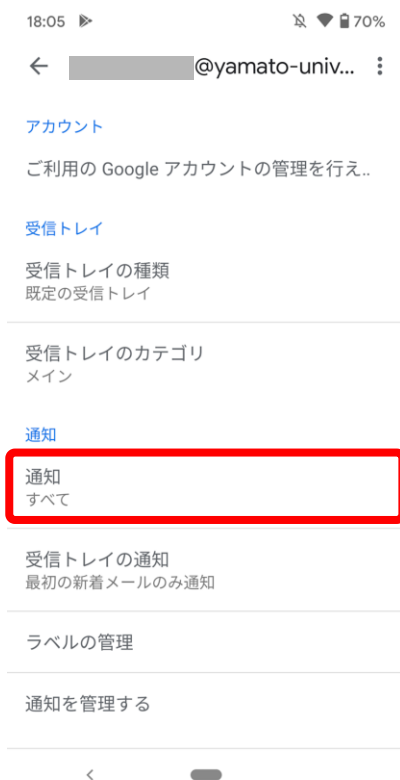 18:05 70%
@yamato-univ...
アカウント
ご利用の Google アカウントの管理を行え..
受信トレイ
受信トレイの種類
既定の受信トレイ
受信トレイのカテゴリ
メイン
通知
通知
すべて
受信トレイの通知
最初の新着メールのみ通知
ラベルの管理
通知を管理する